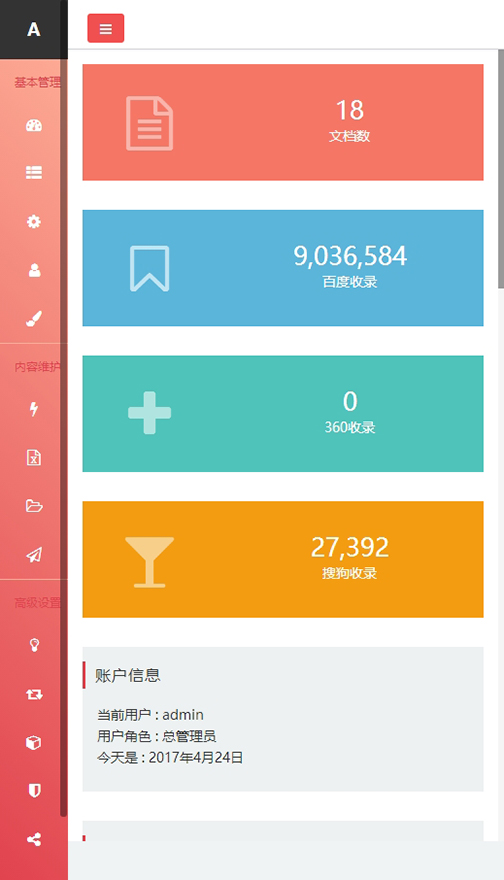 A
基本管理
内容维护
高级设置
18
文档数
9,036,584
百度收录
0
360收录
27,392
搜狗收录
账户信息
当前用户 : admin
用户角色 : 总管理员
今天是 : 2017年4月24日